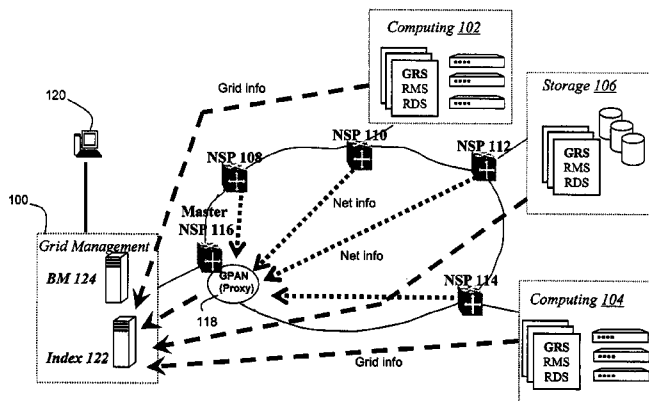 Computing 102
GRS
RMS
RDS
Grid info
Storage 106
GRS
RMS
RDS
120
NSP 110
NSP 112
NSP 108
100
Master
NSP 116
Net info
Net info
Grid Management
BM 124
GPAN
(Proxy)
NSP 114
118
Index 122
Computing 104
GRS
RMS
RDS
Grid info